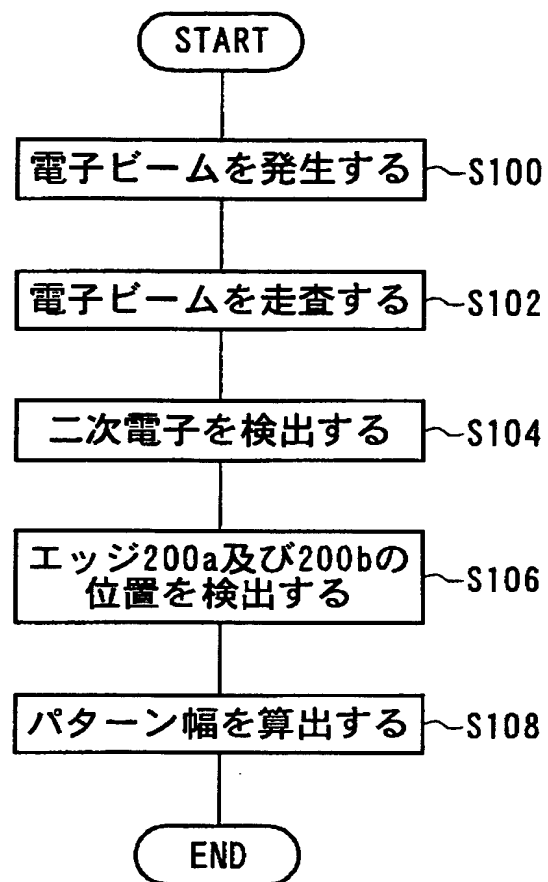 START
電子ビームを発生する
S100
電子ビームを走査する
S102
二次電子を検出する
S104
エッジ200a及び200bの
位置を検出する
S106
パターン幅を算出する
S108
END